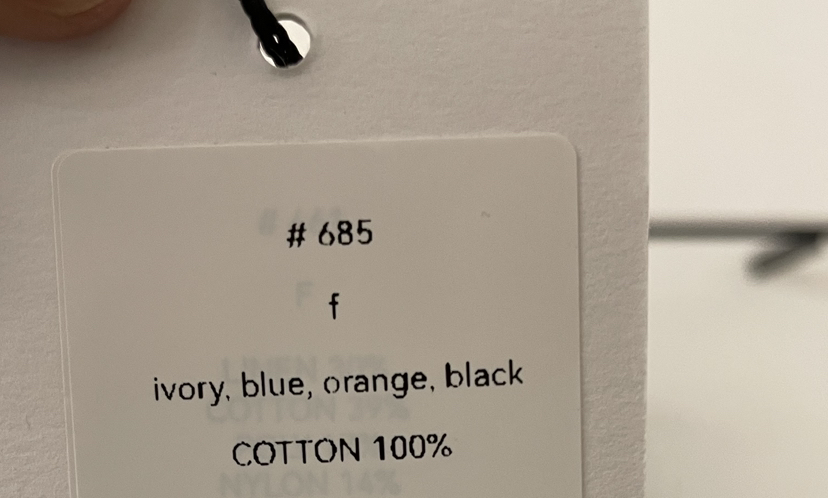 # 685
f
ivory, blue, orange, black
COTTON 100%